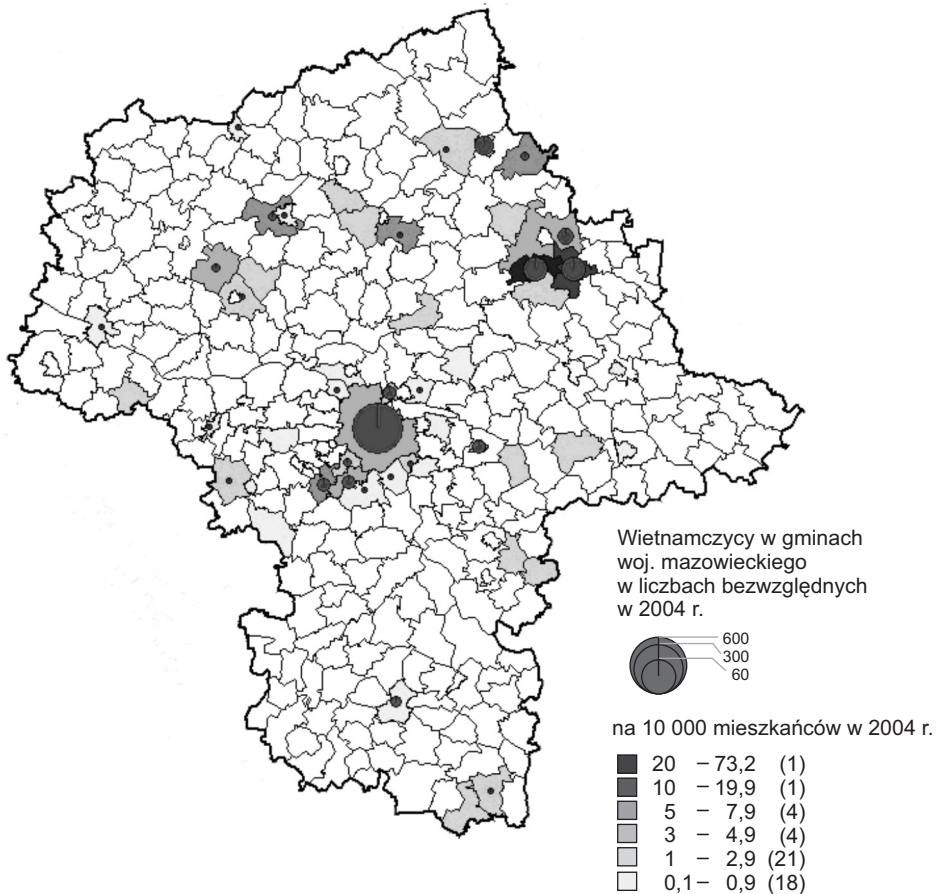 Wietnamczycy w gminach
woj. mazowieckiego
w liczbach bezwzględnych
w 2004 r.
600
300
60
na 10 000 mieszkańców w 2004 r.
20 – 73,2 (1)
10 – 19,9 (1)
5 – 7,9 (4)
3 – 4,9 (4)
1 – 2,9 (21)
0,1 – 0,9 (18)